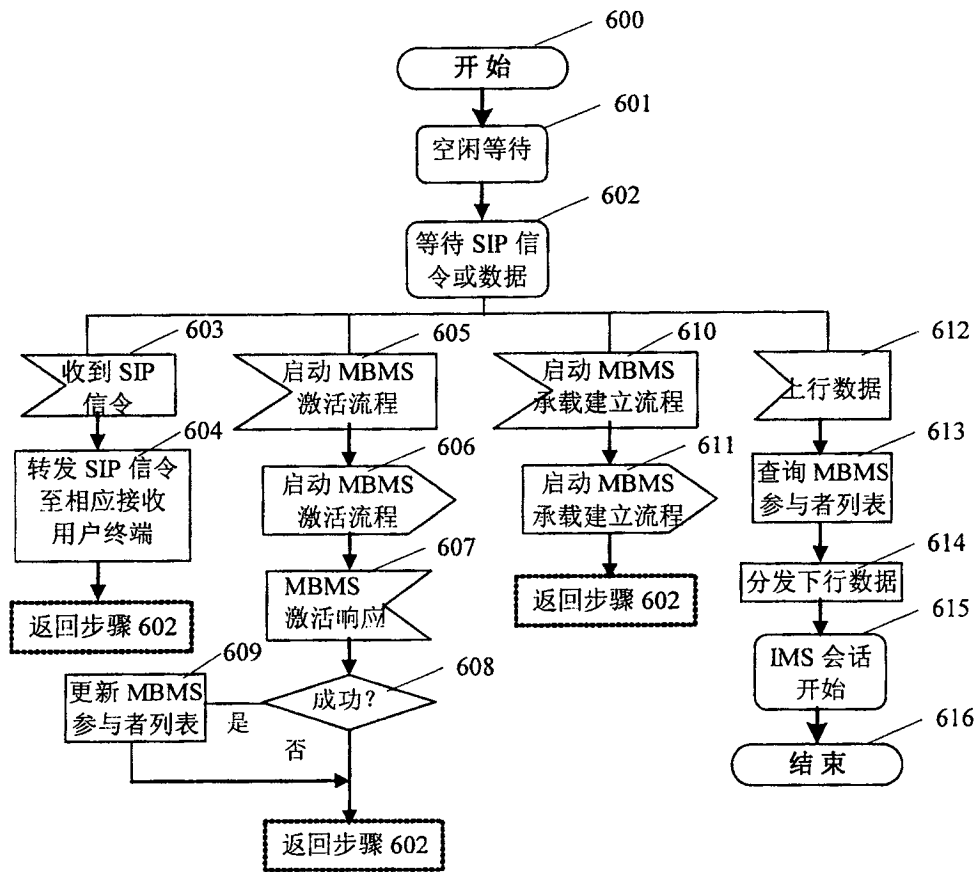 600
开始
601
空闲等待
602
等待 SIP 信
令或数据
603
收到 SIP
信令
604
转发 SIP 信令
至相应接收
用户终端
返回步骤 602
605
启动 MBMS
激活流程
606
启动 MBMS
激活流程
607
MBMS
激活响应
608
成功？
是
否
609
更新 MBMS
参与者列表
返回步骤 602
610
启动 MBMS
承载建立流程
611
启动 MBMS
承载建立流程
返回步骤 602
612
上行数据
613
查询 MBMS
参与者列表
614
分发下行数据
615
IMS 会话
开始
616
结束